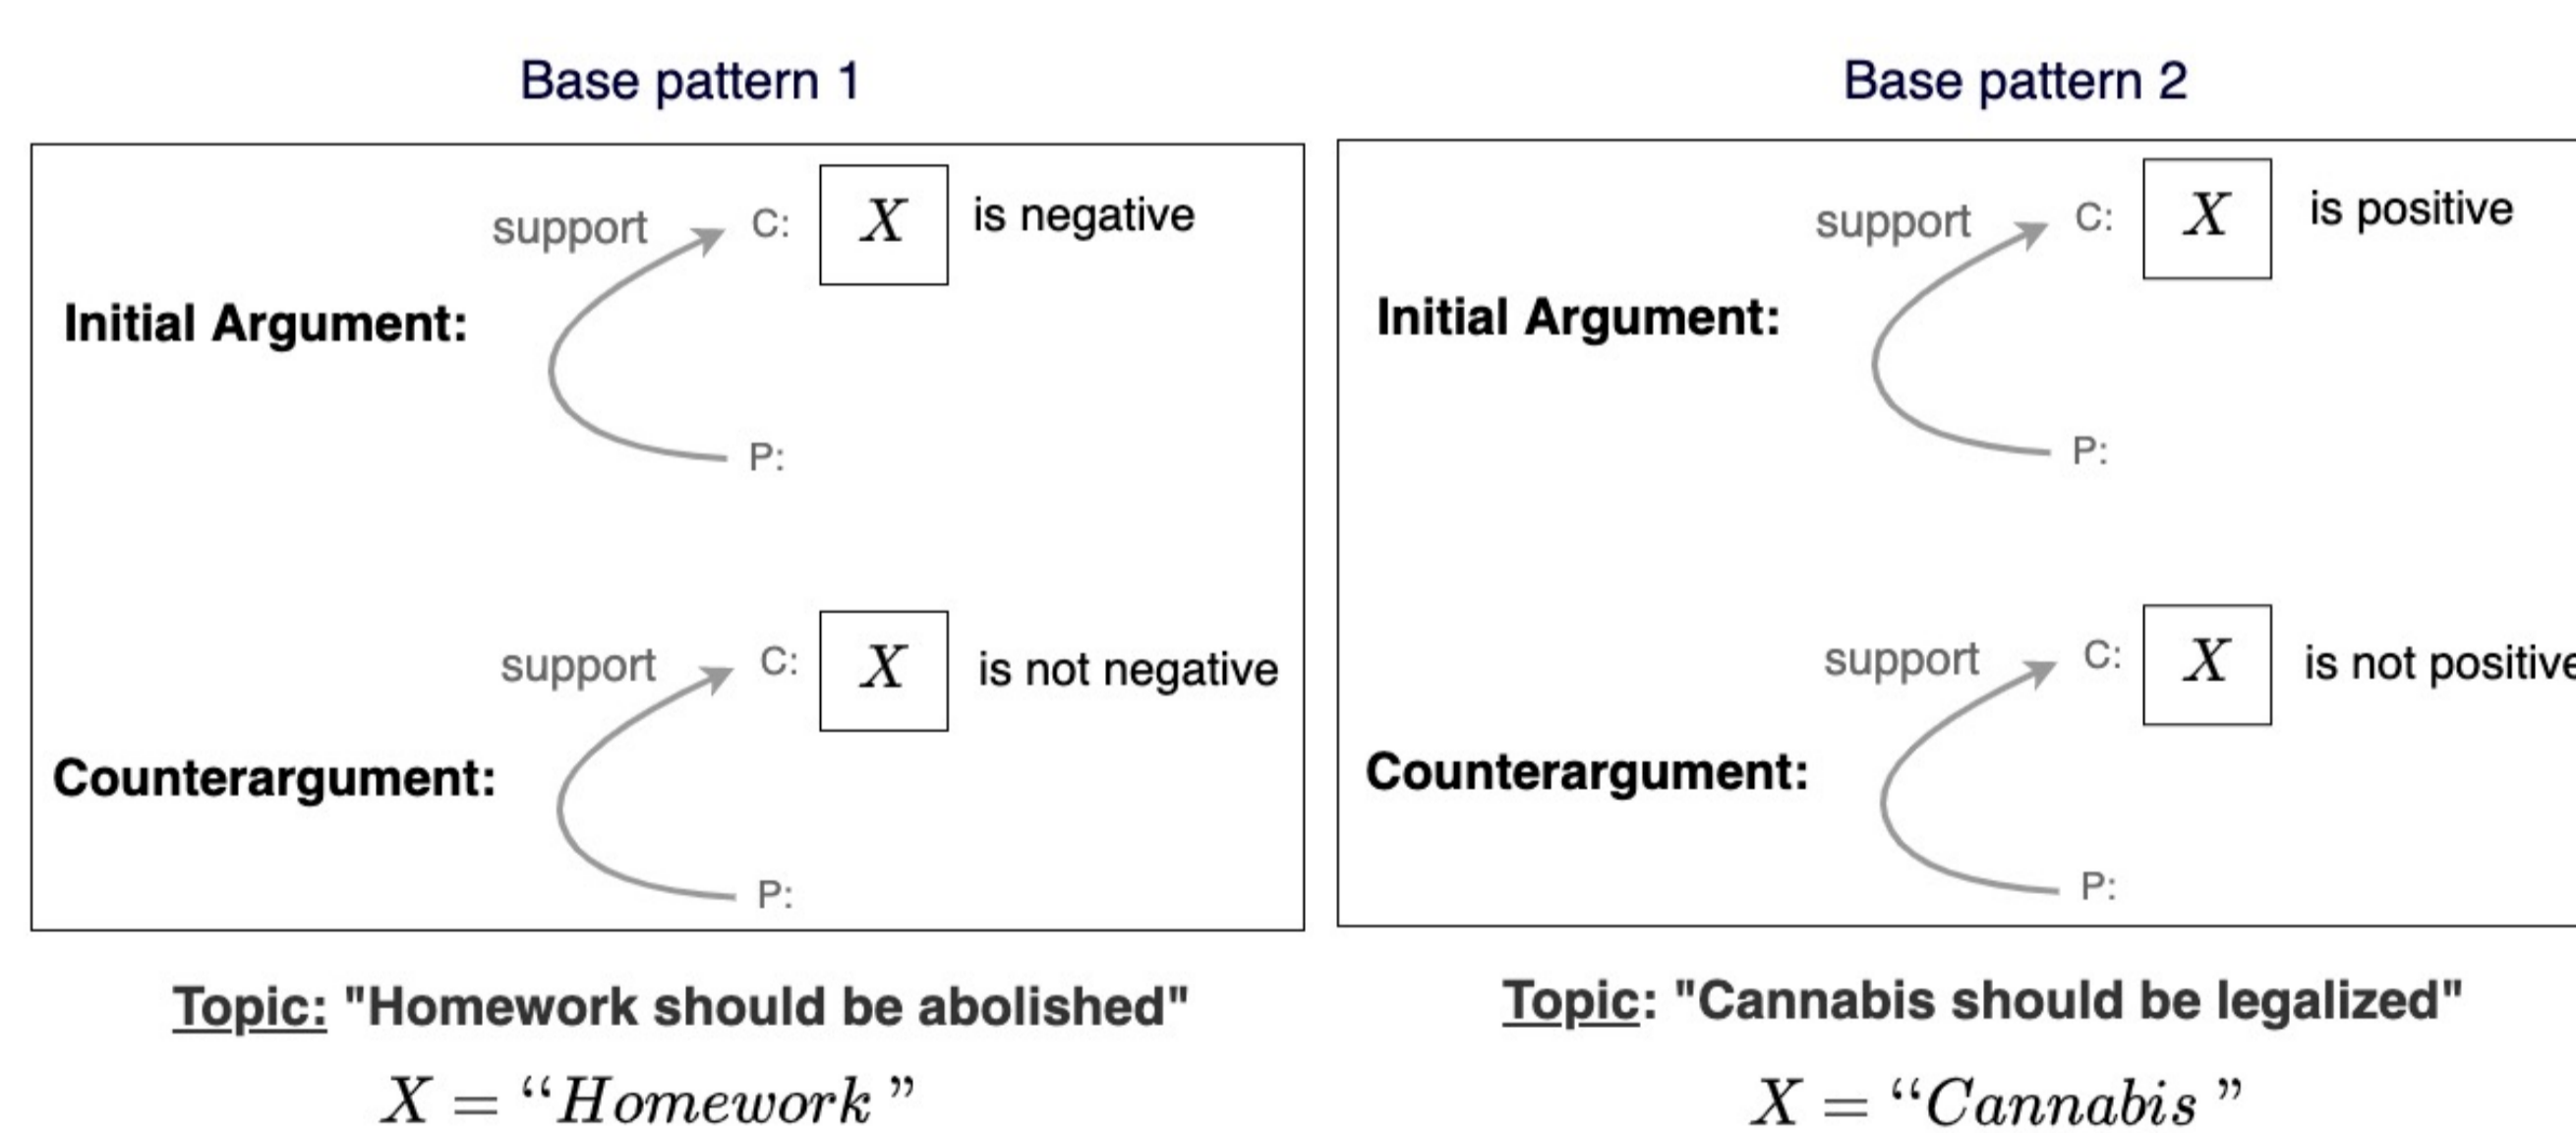 Base pattern 1
support C: X is negative
Initial Argument:
P:
support C: X is not negative
Counterargument:
P:
Topic: "Homework should be abolished"
X = “Homework ”
Base pattern 2
support C: X is positive
Initial Argument:
P:
support C: X is not positive
Counterargument:
P:
Topic: "Cannabis should be legalized"
X = “Cannabis ”